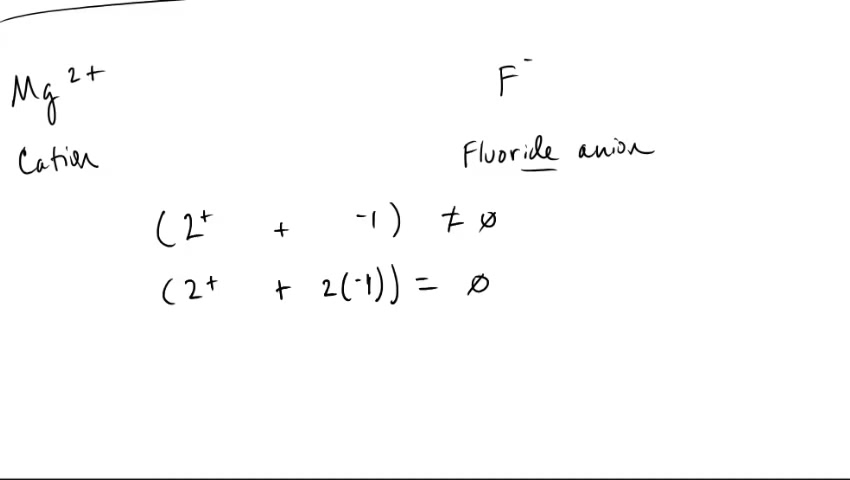 Mg²⁺ F⁻
Cation Fluoride anion
(2⁺ + -1) ≠ ∅
(2⁺ + 2(-1)) = ∅